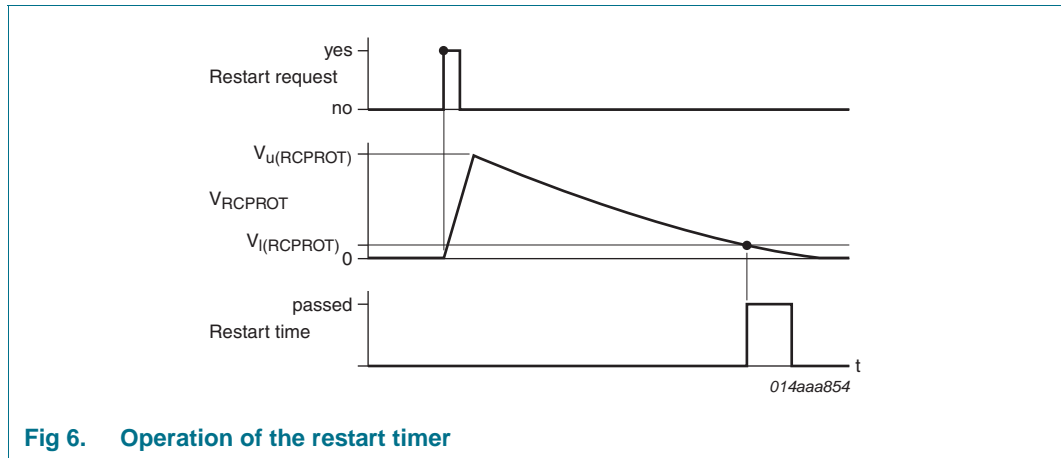 yes
Restart request
no
Vu(RCPROT)
VRCPROT
Vl(RCPROT)
0
passed
Restart time
t
014aaa854
Fig 6. Operation of the restart timer